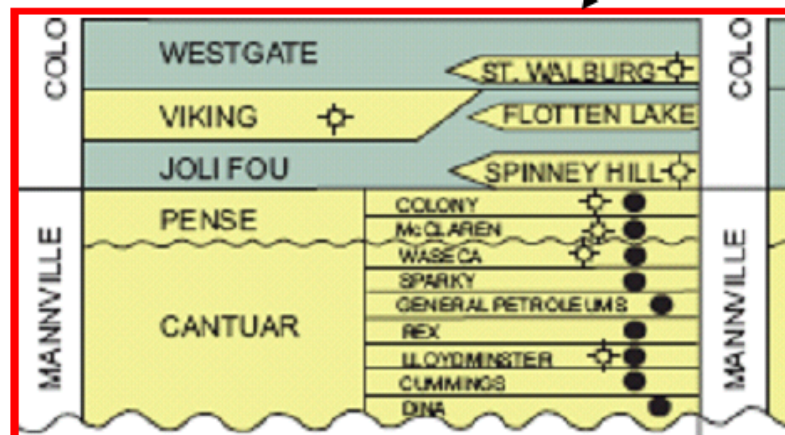 COLO
WESTGATE
ST. WALBURG
COLO
VIKING
FLOTTEN LAKE
JOLI FOU
SPINNEY HILL
MANNVILLE
PENSE
COLONY
McCLAREN
WASECA
SPARKY
GENERAL PETROLEUMS
CANTUAR
REX
LLOYDMINSTER
CUMMINGS
DINA
MANNVILLE